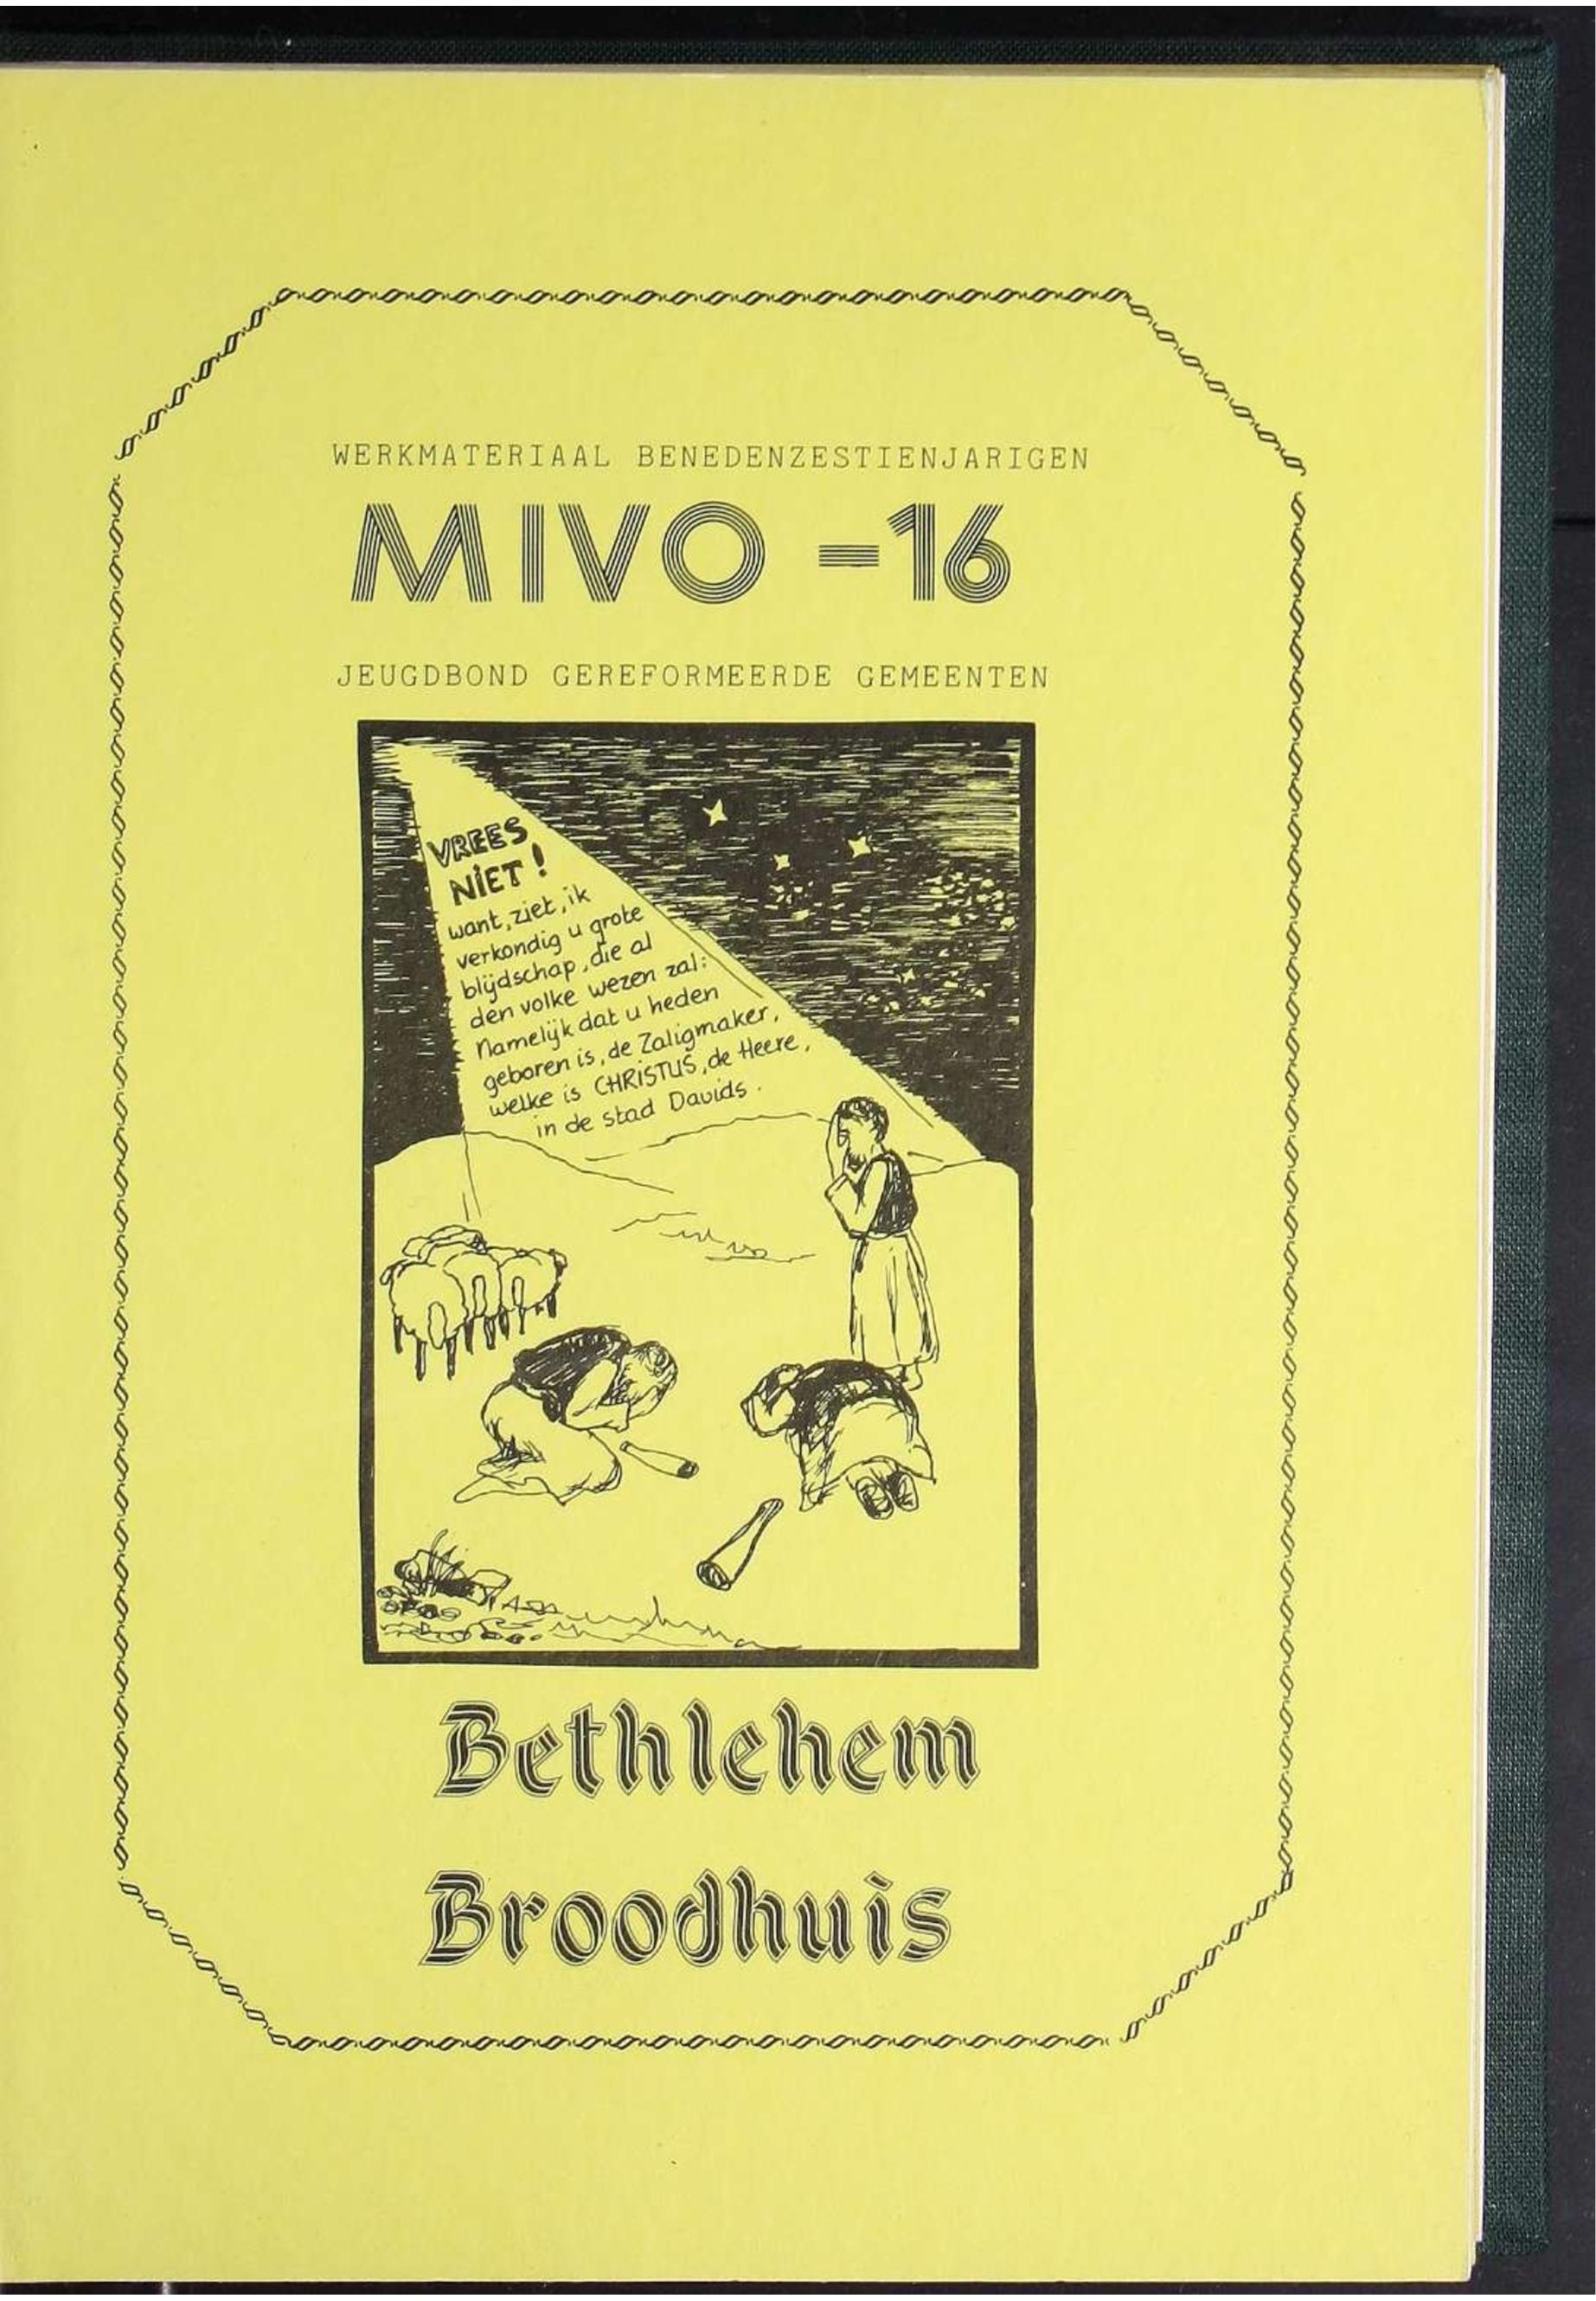 WERKMATERIAAL BENEDENZESTIENJARIGEN
MIVO -16
JEUGDBOND GEREFORMEERDE GEMEENTEN
VREES
NIET!
want, ziet, ik
verkondig u grote
blijdschap, die al
den volke wezen zal:
Namelijk dat u heden
geboren is, de Zaligmaker,
welke is CHRISTUS, de Heere,
in de stad Davids.
Bethlehem
Broodhuis